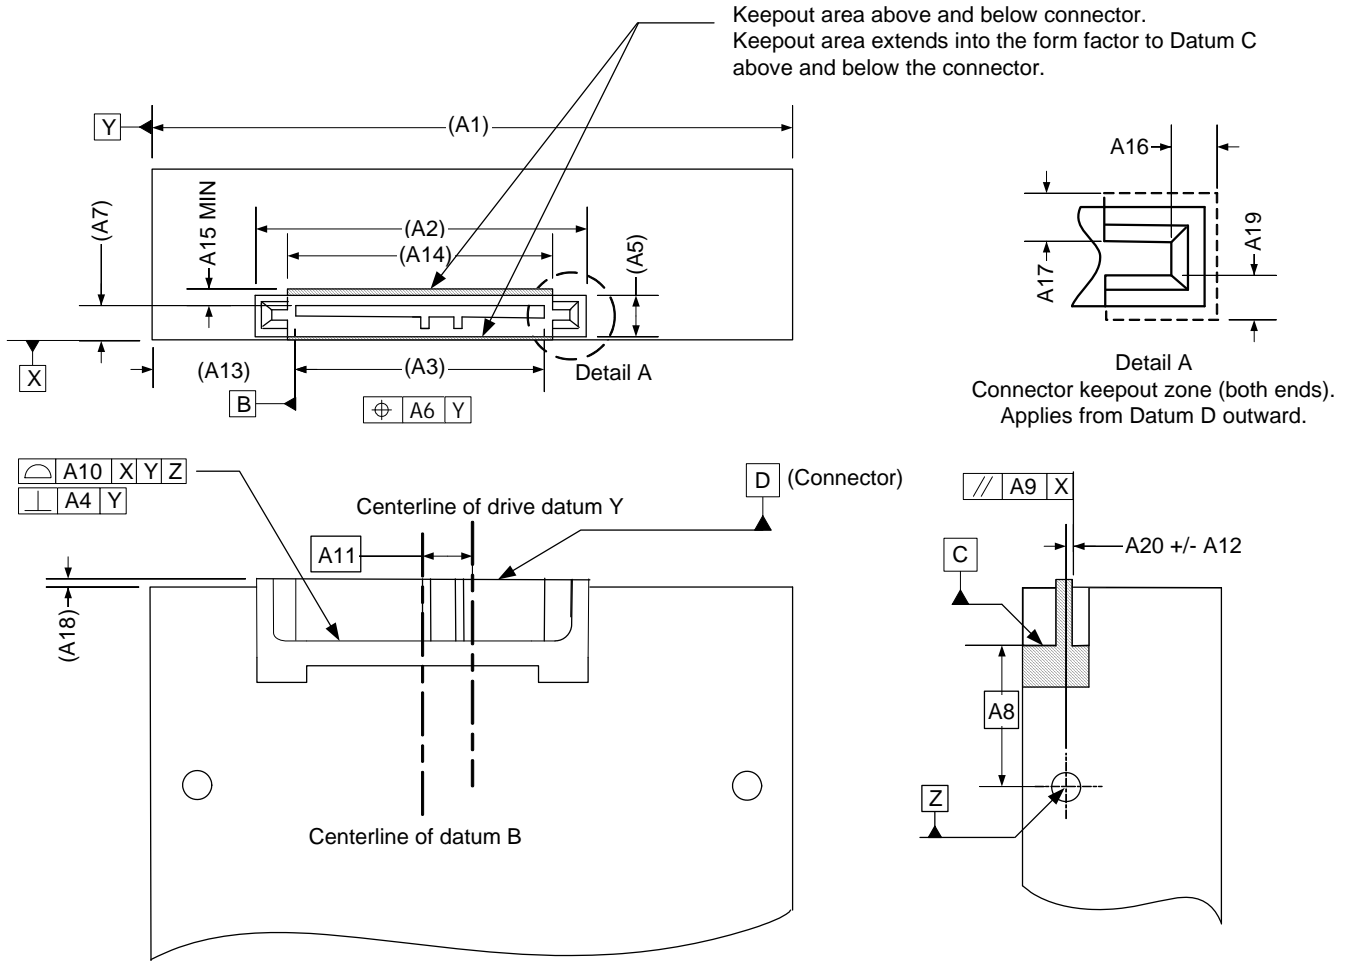 Keepout area above and below connector.
Keepout area extends into the form factor to Datum C
above and below the connector.
Y
(A1)
A16
(A7)
A15 MIN
(A2)
(A14)
(A5)
A17
A19
X
(A13)
(A3)
Detail A
B
⌖ A6 Y
Detail A
Connector keepout zone (both ends).
Applies from Datum D outward.
⌓ A10 X Y Z
⊥ A4 Y
Centerline of drive datum Y
D (Connector)
// A9 X
A11
C
A20 +/- A12
(A18)
A8
Z
Centerline of datum B